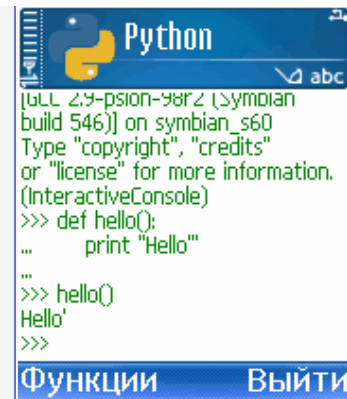 Python
abc
[GCC 2.9-psion-98r2 (Symbian
build 546)] on symbian_s60
Type "copyright", "credits"
or "license" for more information.
(InteractiveConsole)
>>> def hello():
... print "Hello'"
...
>>> hello()
Hello'
>>>
Функции Выйти